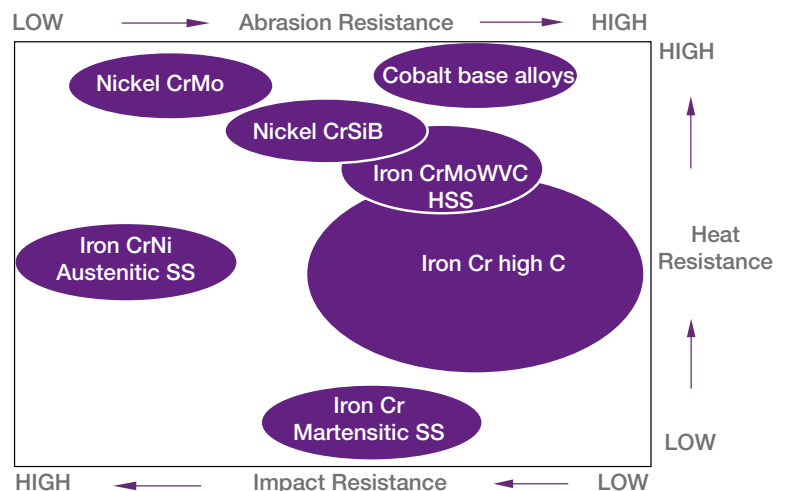 LOW Abrasion Resistance HIGH
HIGH
Nickel CrMo
Cobalt base alloys
Nickel CrSiB
Iron CrMoWVC
HSS
Iron CrNi
Austenitic SS
Iron Cr high C
Heat
Resistance
Iron Cr
Martensitic SS
LOW
HIGH Impact Resistance LOW